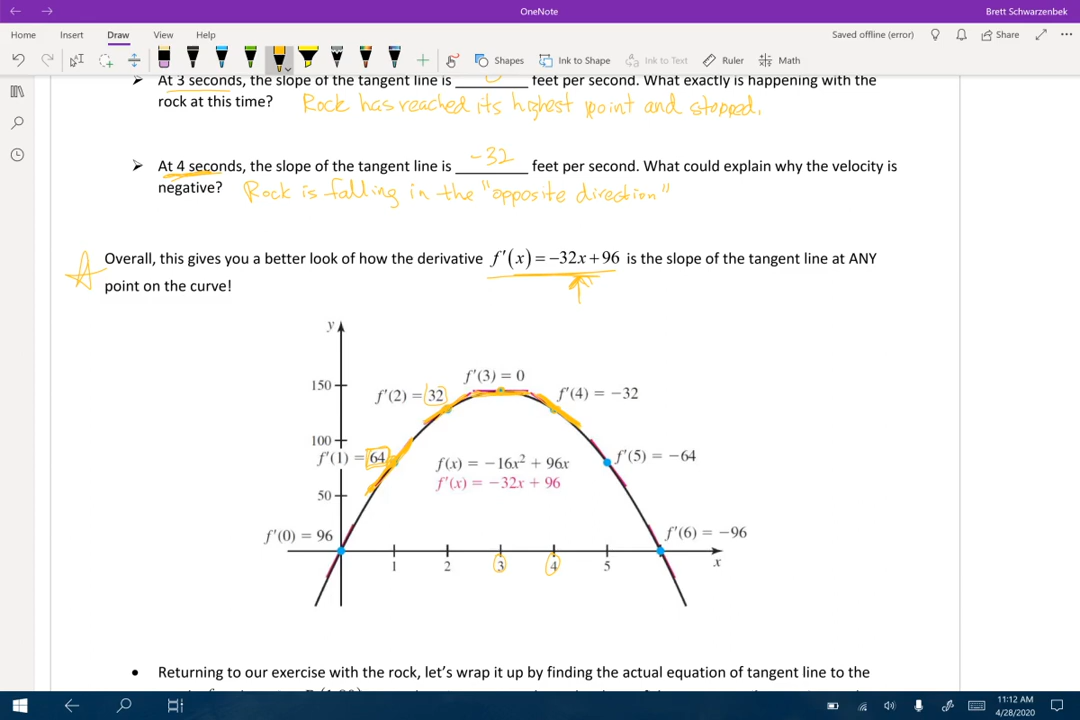 OneNote
Brett Schwarzenbek
Home Insert Draw View Help
Saved offline (error) Share
Shapes Ink to Shape Ink to Text Ruler Math
At 3 seconds, the slope of the tangent line is 0 feet per second. What exactly is happening with the
rock at this time? Rock has reached its highest point and stopped.
At 4 seconds, the slope of the tangent line is -32 feet per second. What could explain why the velocity is
negative? Rock is falling in the "opposite direction"
Overall, this gives you a better look of how the derivative f′(x) = −32x + 96 is the slope of the tangent line at ANY
point on the curve!
y
f′(3) = 0
150
f′(2) = 32
f′(4) = −32
100
f′(1) = 64
f′(5) = −64
f(x) = −16x² + 96x
f′(x) = −32x + 96
50
f′(0) = 96
f′(6) = −96
1 2 3 4 5 x
• Returning to our exercise with the rock, let's wrap it up by finding the actual equation of tangent line to the
11:12 AM
4/28/2020